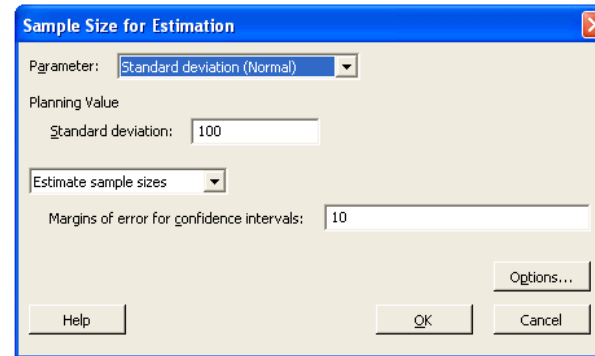 Sample Size for Estimation
Parameter: Standard deviation (Normal)
Planning Value
Standard deviation: 100
Estimate sample sizes
Margins of error for confidence intervals: 10
Options...
Help OK Cancel